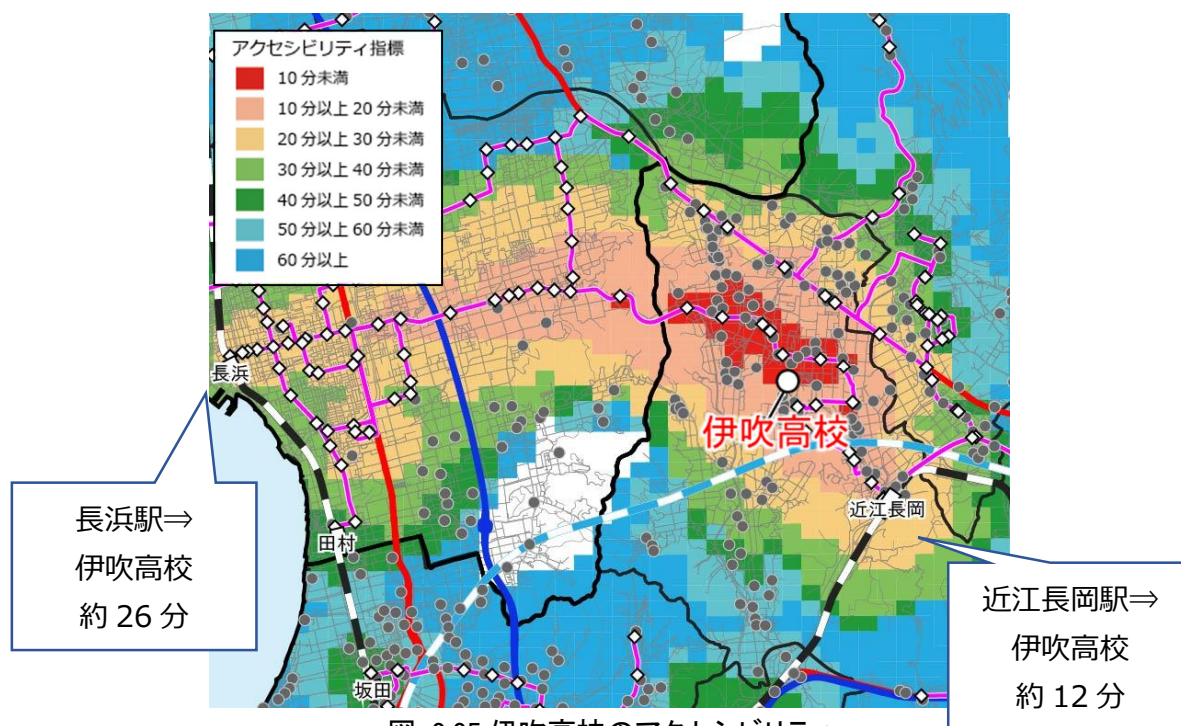 アクセシビリティ指標
10 分未満
10 分以上 20 分未満
20 分以上 30 分未満
30 分以上 40 分未満
40 分以上 50 分未満
50 分以上 60 分未満
60 分以上
長浜
伊吹高校
近江長岡
田村
坂田
長浜駅⇒
伊吹高校
約 26 分
近江長岡駅⇒
伊吹高校
約 12 分
伊吹高校のアクセシビリティ